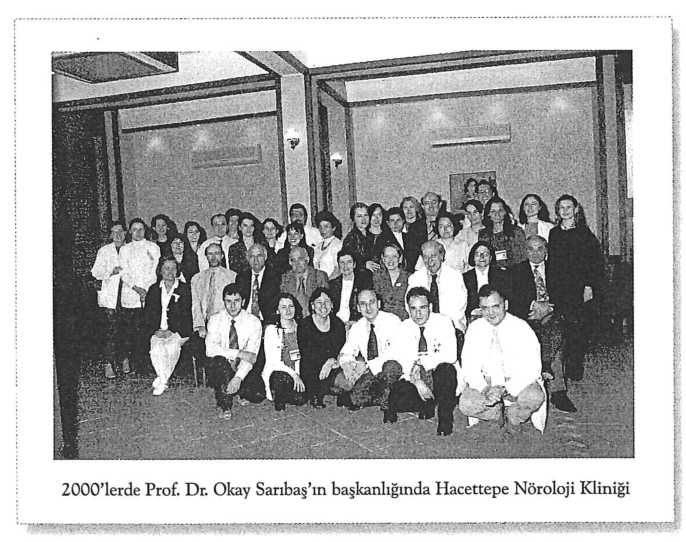 2000’lerde Prof. Dr. Okay Sarıbaş’ın başkanlığında Hacettepe Nöroloji Kliniği